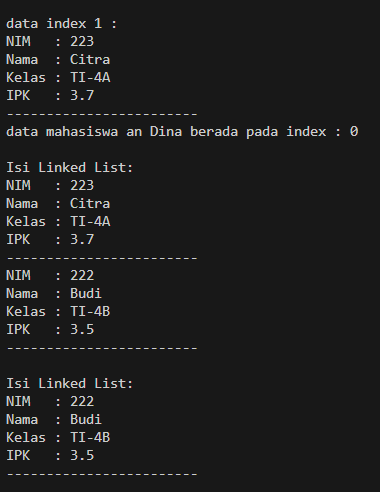 data index 1 :
NIM   : 223
Nama  : Citra
Kelas : TI-4A
IPK   : 3.7
------------------------
data mahasiswa an Dina berada pada index : 0

Isi Linked List:
NIM   : 223
Nama  : Citra
Kelas : TI-4A
IPK   : 3.7
------------------------
NIM   : 222
Nama  : Budi
Kelas : TI-4B
IPK   : 3.5
------------------------

Isi Linked List:
NIM   : 222
Nama  : Budi
Kelas : TI-4B
IPK   : 3.5
------------------------